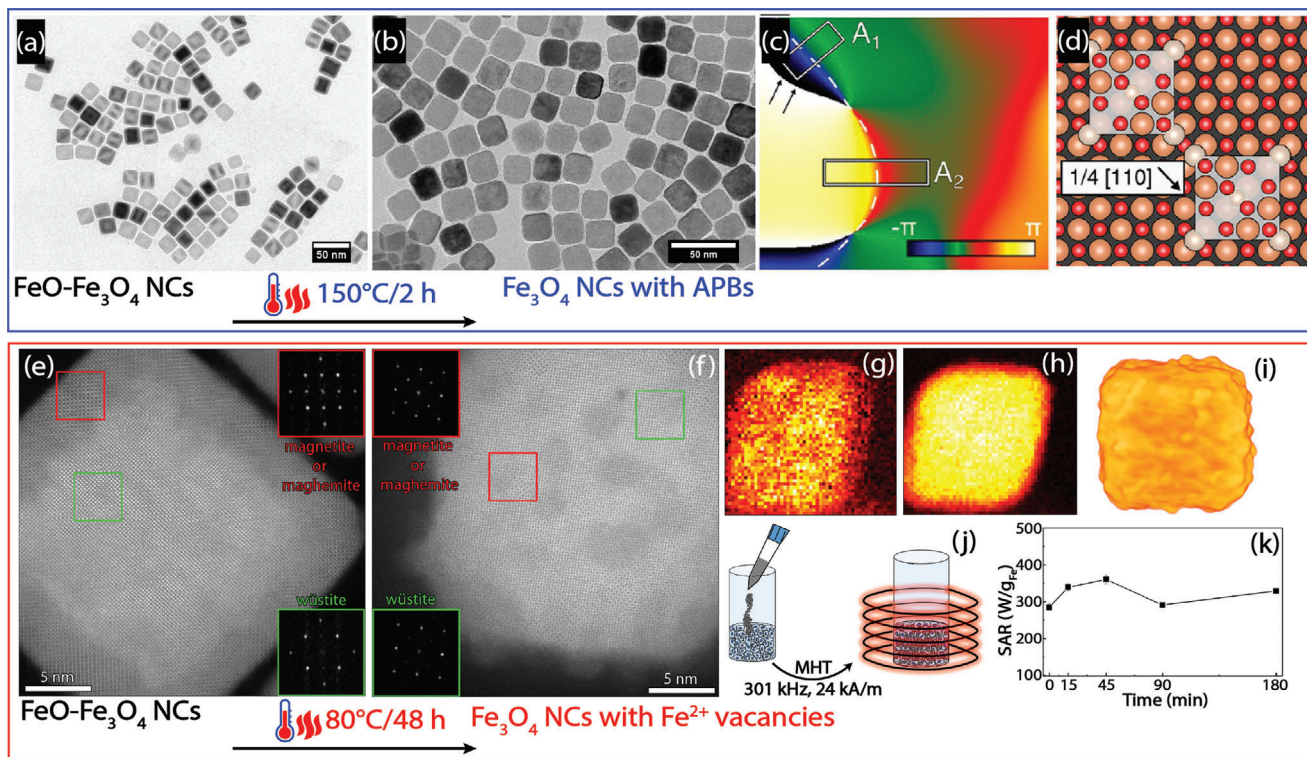 (a)
50 nm
(b)
50 nm
(c)
A₁
A₂
-π
π
(d)
1/4 [110]
FeO-Fe₃O₄ NCs
150°C/2 h
Fe₃O₄ NCs with APBs
(e)
magnetite
or
maghemite
wüstite
5 nm
(f)
magnetite
or
maghemite
wüstite
5 nm
(g)
(h)
(i)
(j)
MHT
301 kHz, 24 kA/m
(k)
SAR (W/gFe)
500
400
300
200
100
0 15 45 90 180
Time (min)
FeO-Fe₃O₄ NCs
80°C/48 h
Fe₃O₄ NCs with Fe²⁺ vacancies